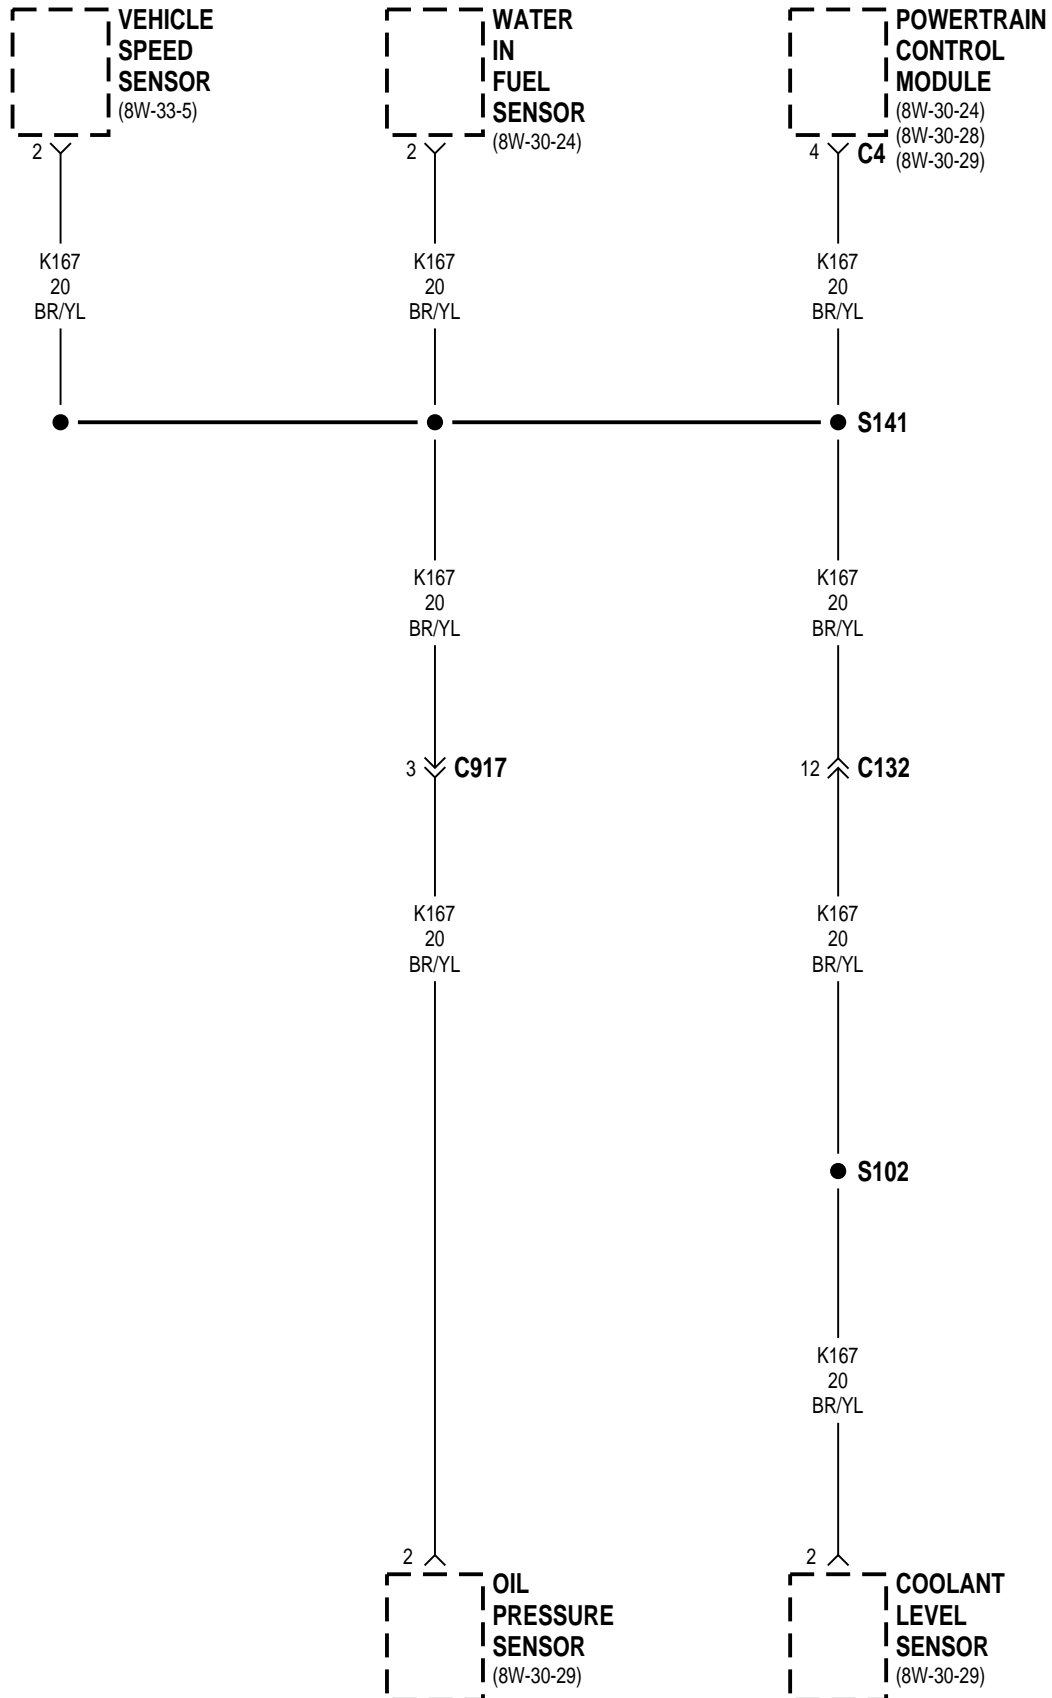 VEHICLE
SPEED
SENSOR
(8W-33-5)
2
WATER
IN
FUEL
SENSOR
(8W-30-24)
2
POWERTRAIN
CONTROL
MODULE
(8W-30-24)
(8W-30-28)
(8W-30-29)
4 C4
K167
20
BR/YL
K167
20
BR/YL
K167
20
BR/YL
S141
K167
20
BR/YL
K167
20
BR/YL
3 C917
12 C132
K167
20
BR/YL
K167
20
BR/YL
S102
K167
20
BR/YL
2
OIL
PRESSURE
SENSOR
(8W-30-29)
2
COOLANT
LEVEL
SENSOR
(8W-30-29)